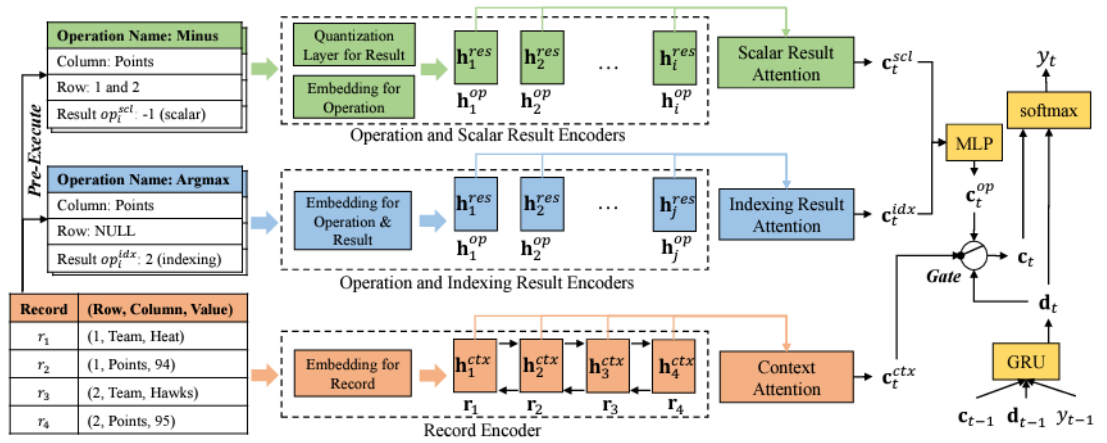 Pre-Execute
Operation Name: Minus
Column: Points
Row: 1 and 2
Result op_i^{scl}: -1 (scalar)
Quantization
Layer for Result
Embedding for
Operation
h_1^{res} h_2^{res} … h_i^{res}
h_1^{op} h_2^{op} h_i^{op}
Operation and Scalar Result Encoders
Scalar Result
Attention
c_t^{scl}
Operation Name: Argmax
Column: Points
Row: NULL
Result op_i^{idx}: 2 (indexing)
Embedding for
Operation &
Result
h_1^{res} h_2^{res} … h_j^{res}
h_1^{op} h_2^{op} h_j^{op}
Operation and Indexing Result Encoders
Indexing Result
Attention
c_t^{idx}
Record (Row, Column, Value)
r_1 (1, Team, Heat)
r_2 (1, Points, 94)
r_3 (2, Team, Hawks)
r_4 (2, Points, 95)
Embedding for
Record
h_1^{ctx} h_2^{ctx} h_3^{ctx} h_4^{ctx}
r_1 r_2 r_3 r_4
Record Encoder
Context
Attention
c_t^{ctx}
MLP
c_t^{op}
Gate
c_t
y_t
softmax
d_t
GRU
c_{t-1} d_{t-1} y_{t-1}